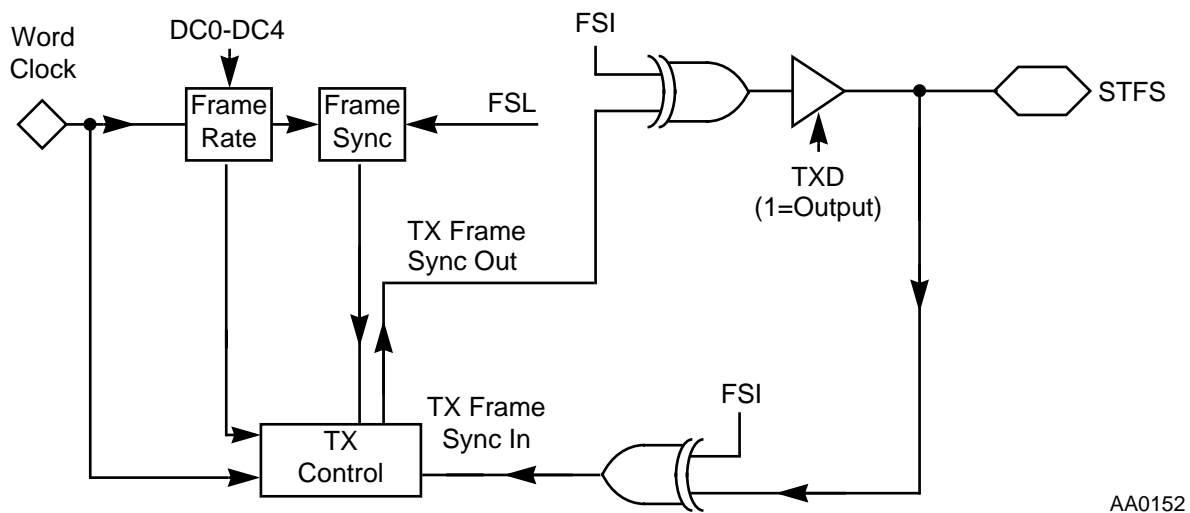 Word
Clock
DC0-DC4
Frame
Rate
Frame
Sync
FSL
FSI
STFS
TXD
(1=Output)
TX Frame
Sync Out
TX Frame
Sync In
FSI
TX
Control
AA0152